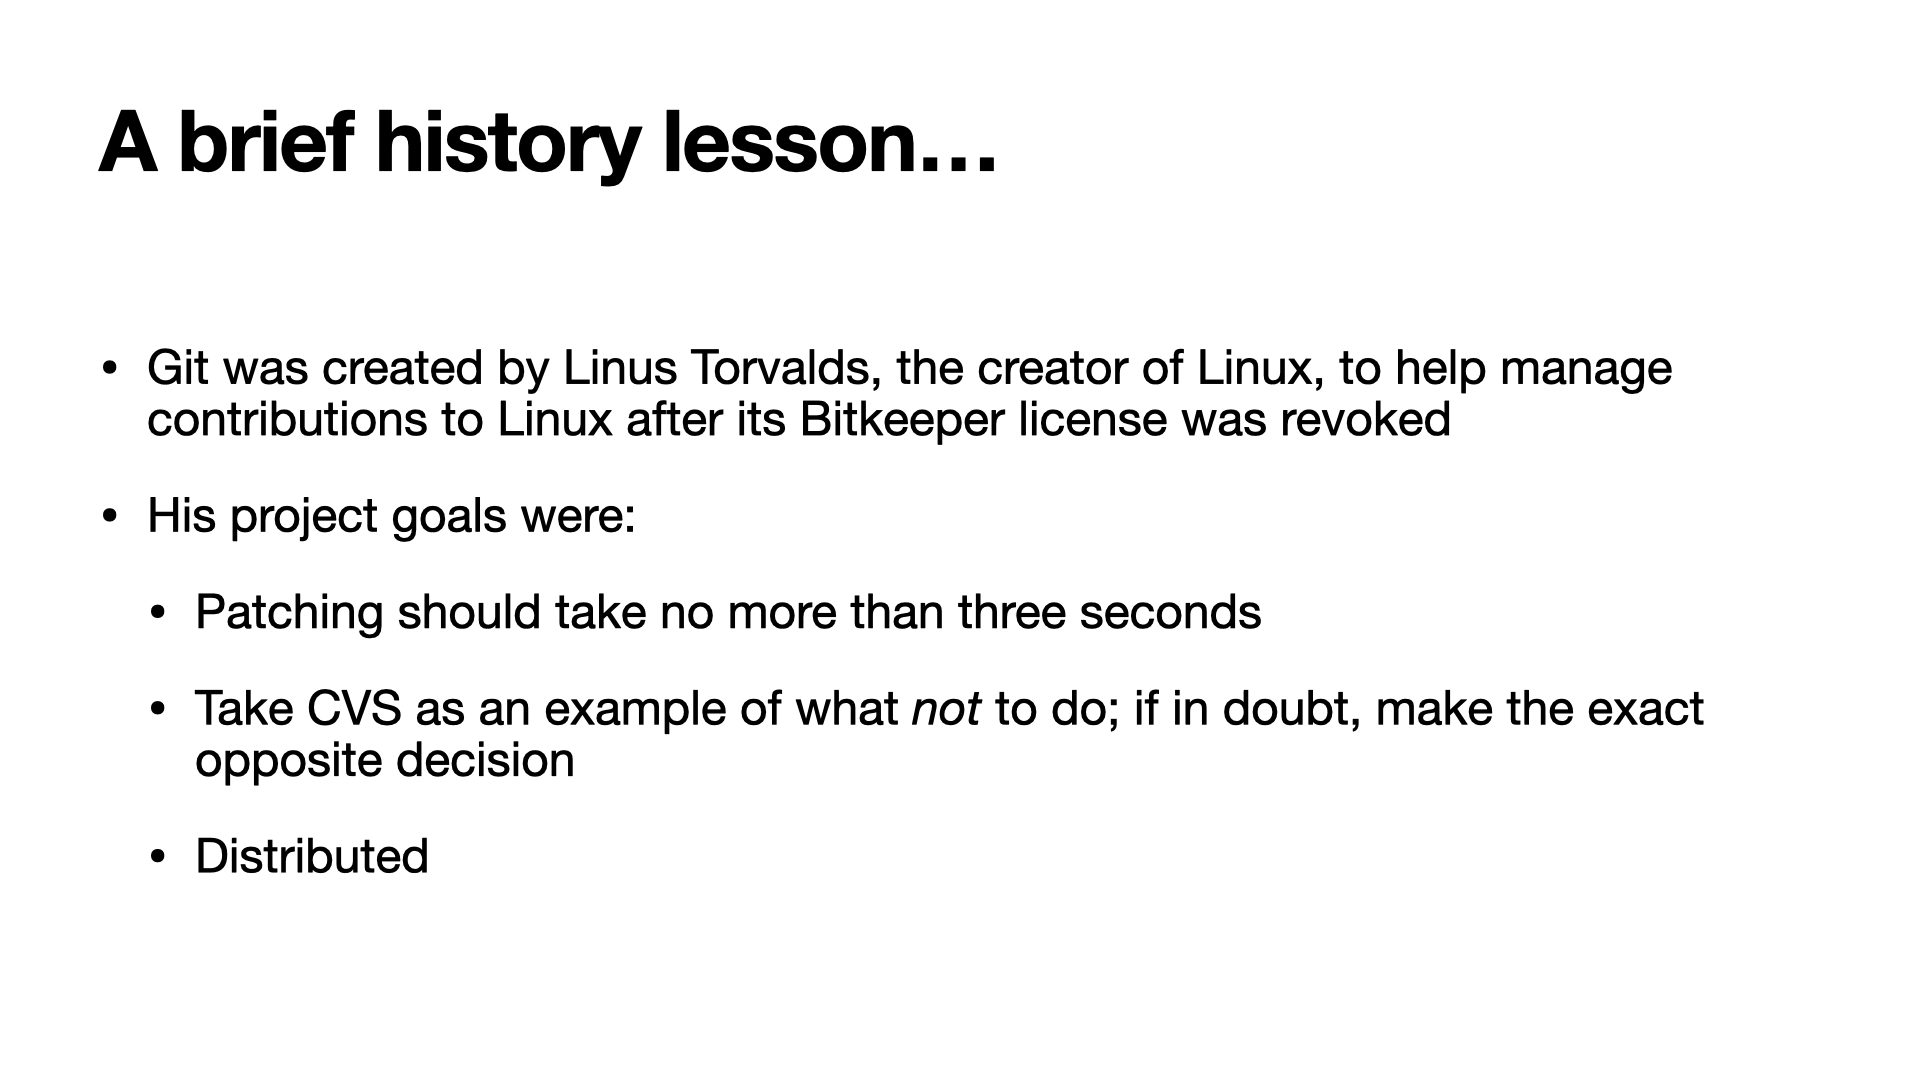 A brief history lesson…
• Git was created by Linus Torvalds, the creator of Linux, to help manage
contributions to Linux after its Bitkeeper license was revoked
• His project goals were:
• Patching should take no more than three seconds
• Take CVS as an example of what not to do; if in doubt, make the exact
opposite decision
• Distributed